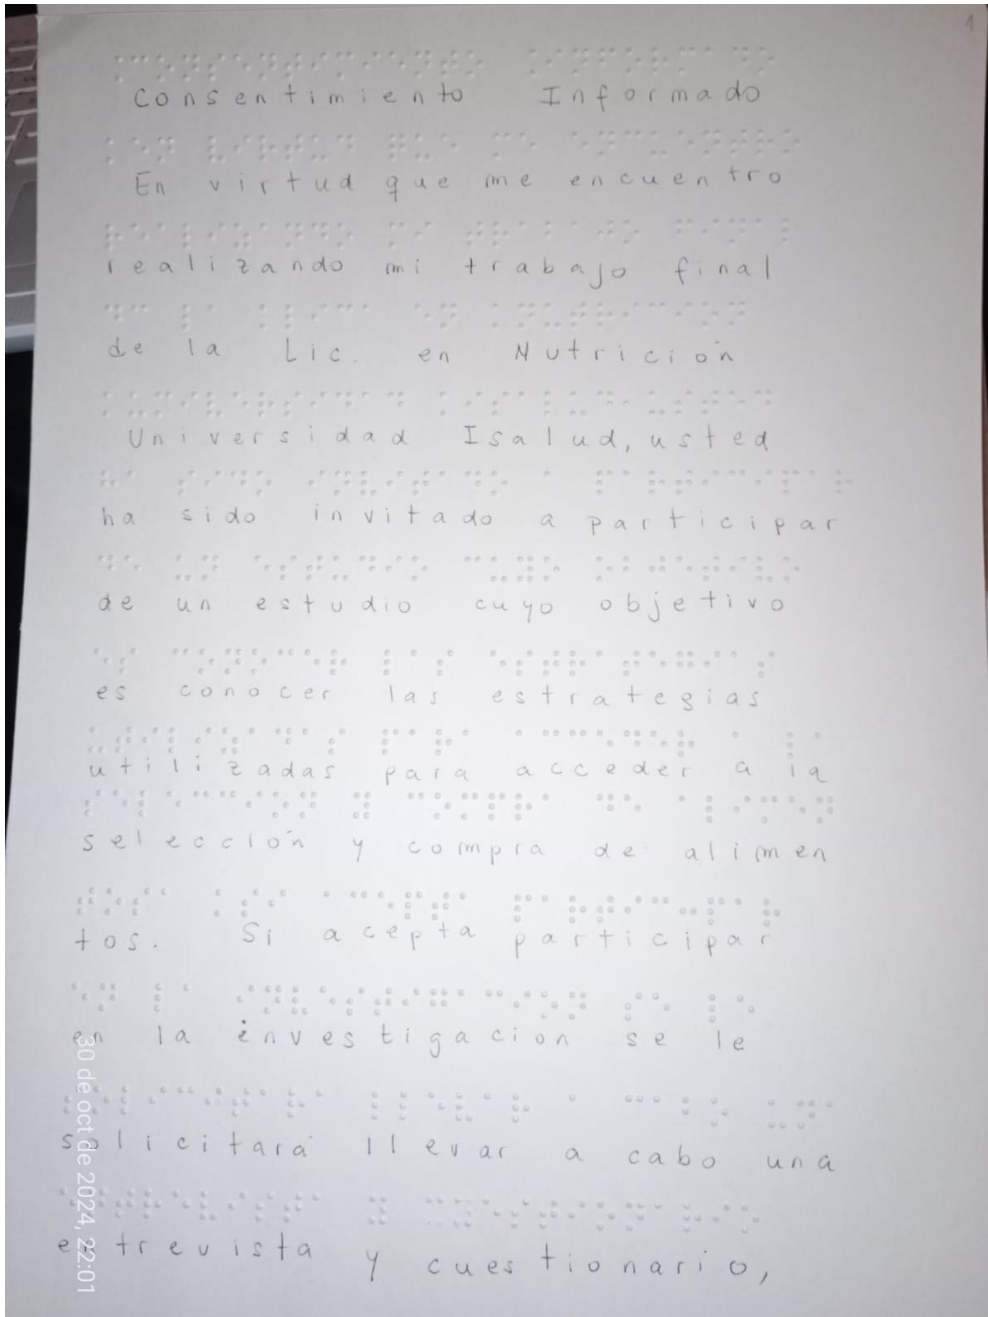 1
Consentimiento Informado
En virtud que me encuentro
realizando mi trabajo final
de la Lic. en Nutrición
Universidad Isalud, usted
ha sido invitado a participar
de un estudio cuyo objetivo
es conocer las estrategias
utilizadas para acceder a la
selección y compra de alimen
tos. Si acepta participar
en la investigacion se le
solicitará llevar a cabo una
entrevista y cuestionario,
30 de oct de 2024, 22:01